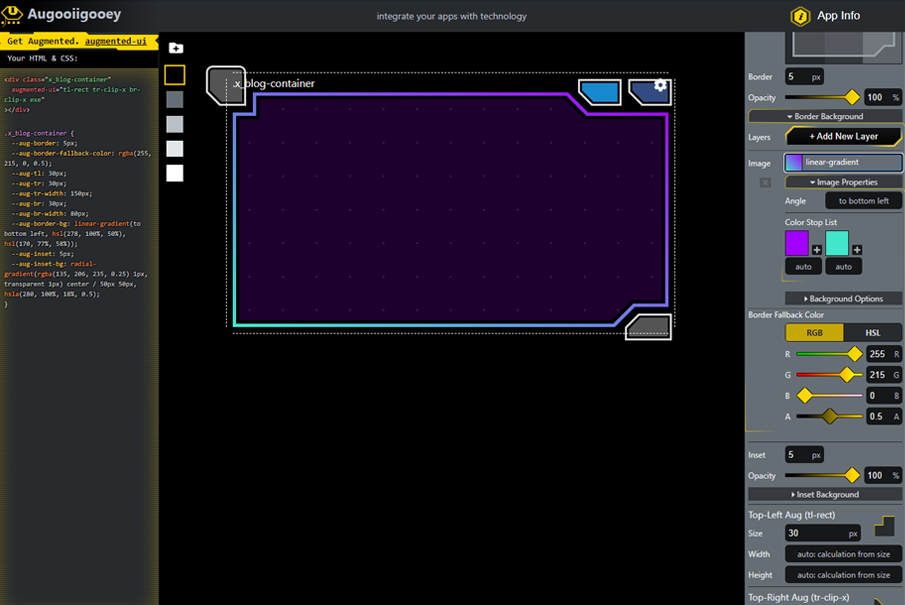 Augooiigooey
integrate your apps with technology
App Info
Get Augmented. augmented-ui
Your HTML & CSS:
<div class="x_blog-container"
augmented-ui="tl-rect tr-clip-x br-
clip-x exe"
></div>
.x_blog-container {
--aug-border: 5px;
--aug-border-fallback-color: rgba(255,
215, 0, 0.5);
--aug-tl: 30px;
--aug-tr: 30px;
--aug-tr-width: 150px;
--aug-br: 30px;
--aug-br-width: 80px;
--aug-border-bg: linear-gradient(to
bottom left, hsl(278, 100%, 50%),
hsl(170, 77%, 58%));
--aug-inset: 5px;
--aug-inset-bg: radial-
gradient(rgba(135, 206, 235, 0.25) 1px,
transparent 1px) center / 50px 50px,
hsla(280, 100%, 18%, 0.5);
}
.x_blog-container
Border 5 px
Opacity 100 %
Border Background
Layers + Add New Layer
Image linear-gradient
Image Properties
Angle to bottom left
Color Stop List
+ +
auto auto
Background Options
Border Fallback Color
RGB HSL
R 255 R
G 215 G
B 0 B
A 0.5 A
Inset 5 px
Opacity 100 %
Inset Background
Top-Left Aug (tl-rect)
Size 30 px
Width auto: calculation from size
Height auto: calculation from size
Top-Right Aug (tr-clip-x)